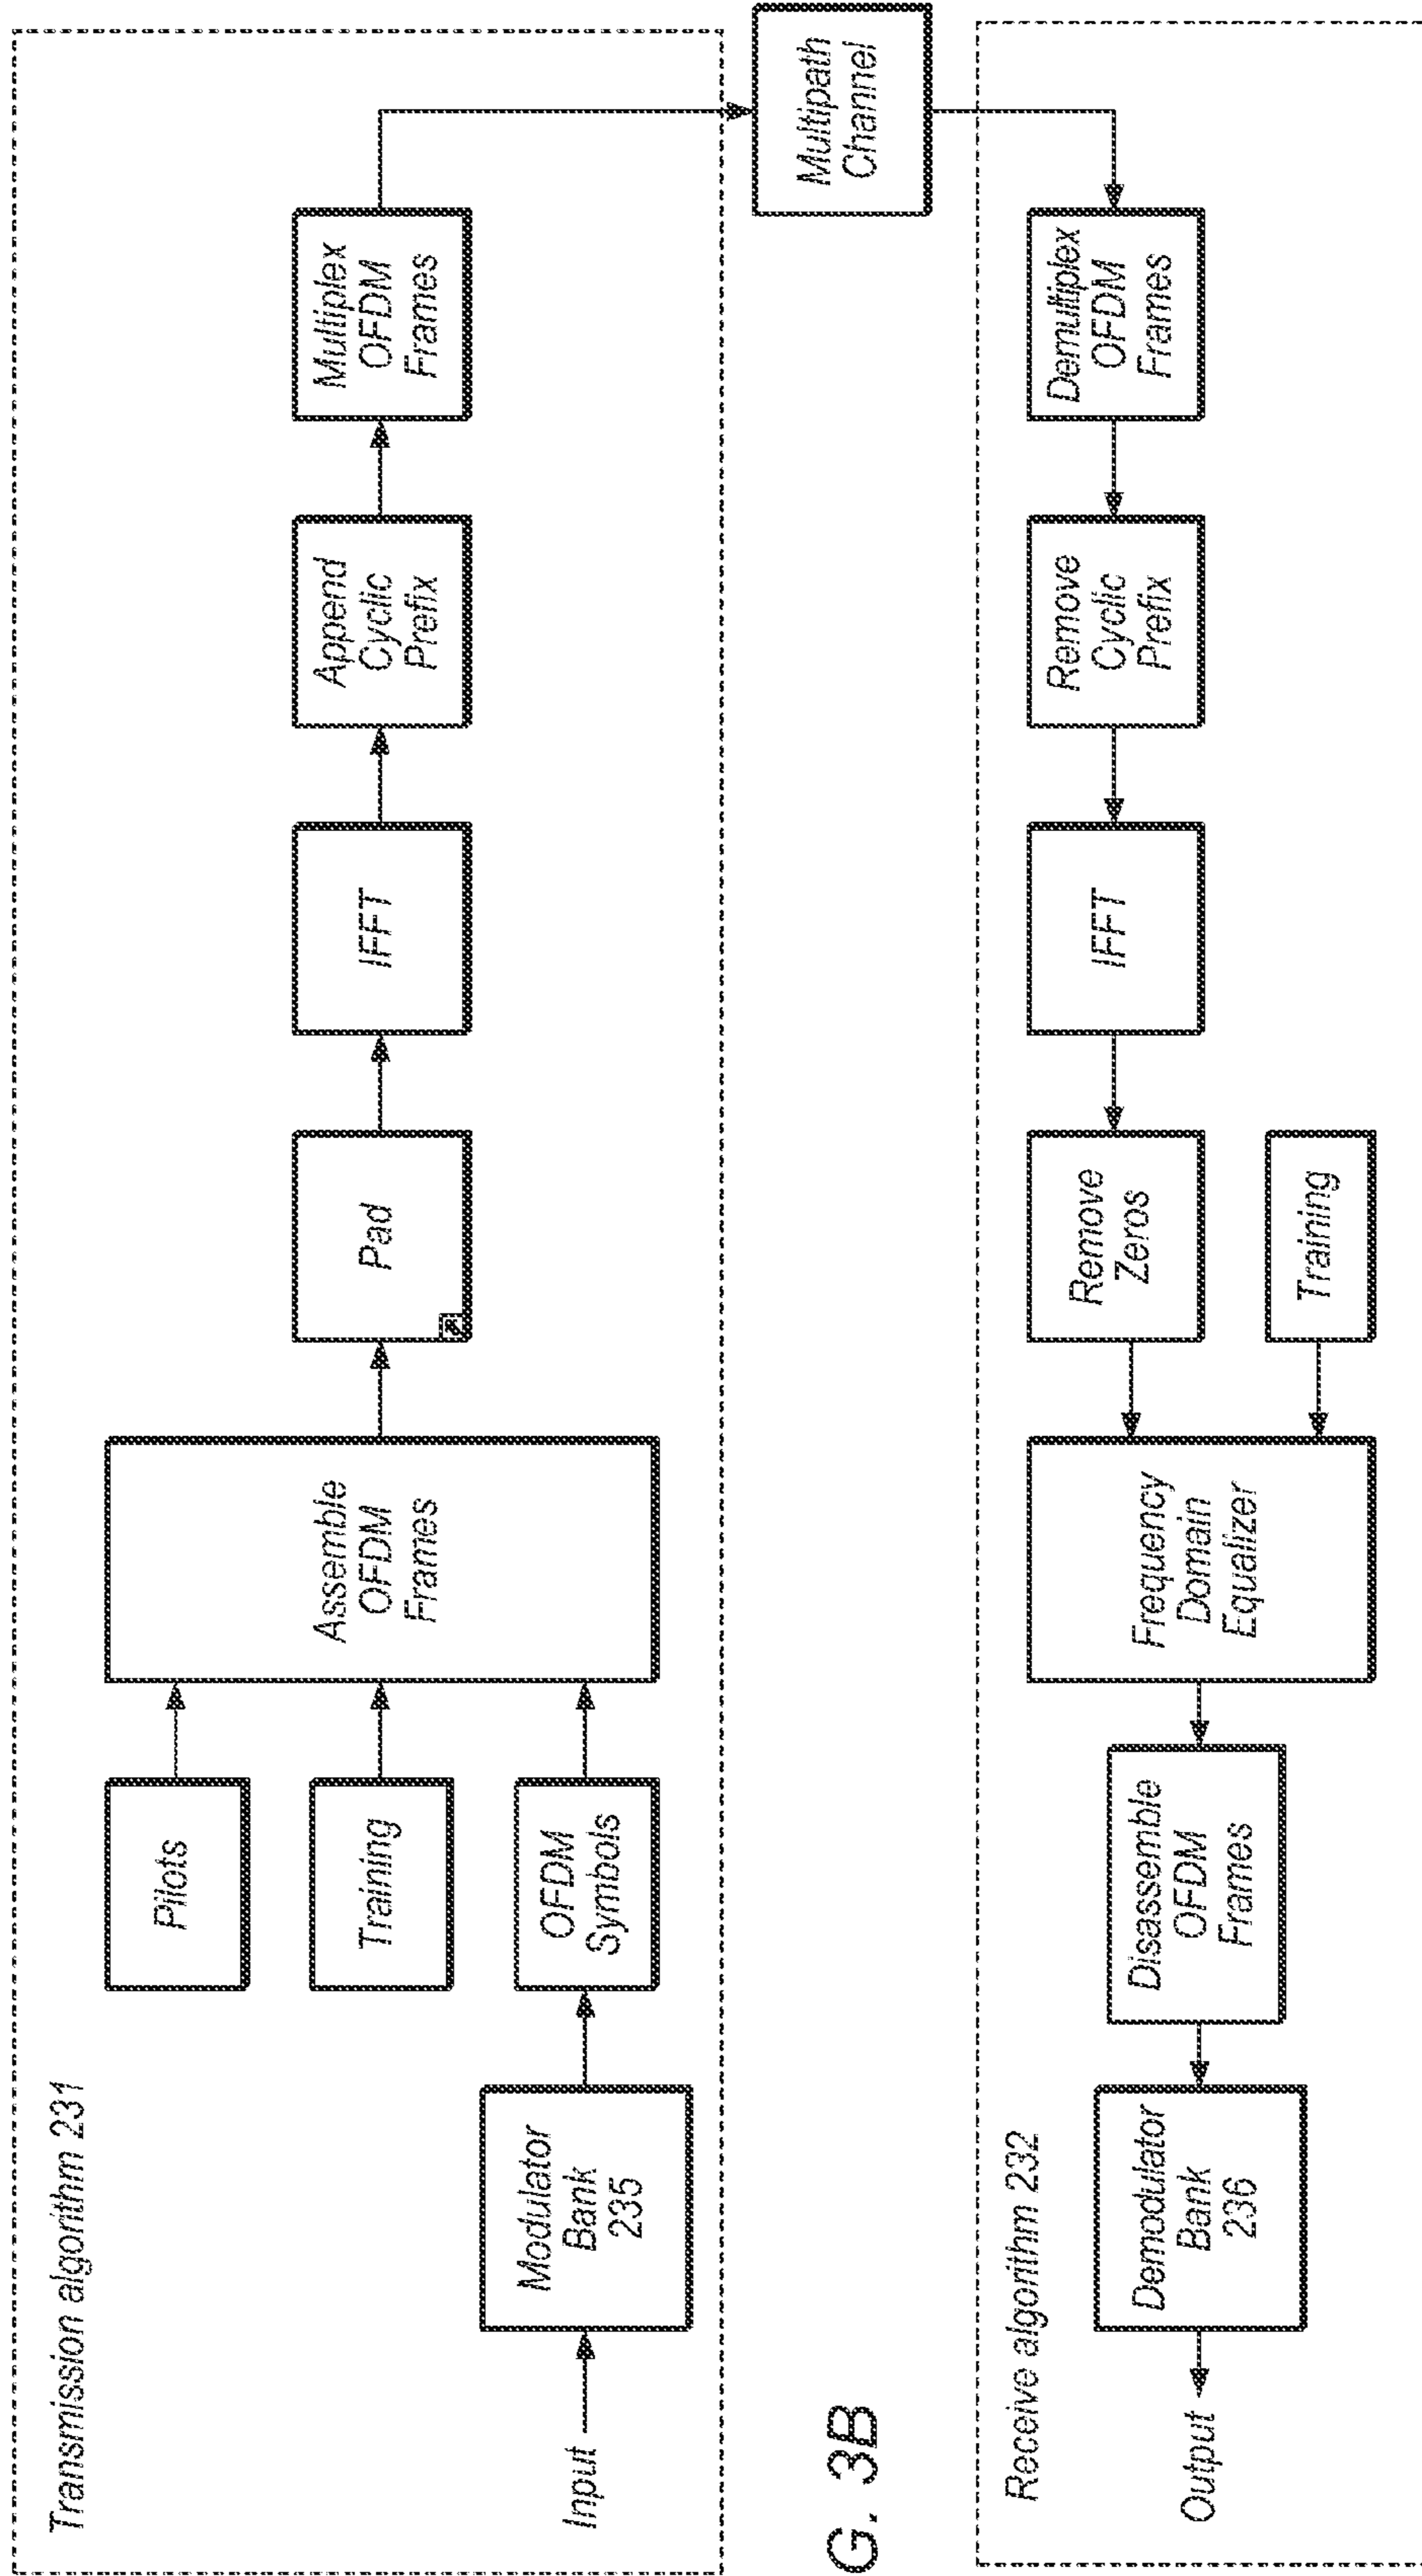 Transmission algorithm 231
Pilots
Training
Input
Modulator
Bank
235
OFDM
Symbols
Assemble
OFDM
Frames
Pad
IFFT
Append
Cyclic
Prefix
Multiplex
OFDM
Frames
Multipath
Channel
G. 3B
Receive algorithm 232
Output
Demodulator
Bank
236
Disassemble
OFDM
Frames
Frequency
Domain
Equalizer
Remove
Zeros
Training
IFFT
Remove
Cyclic
Prefix
Demultiplex
OFDM
Frames